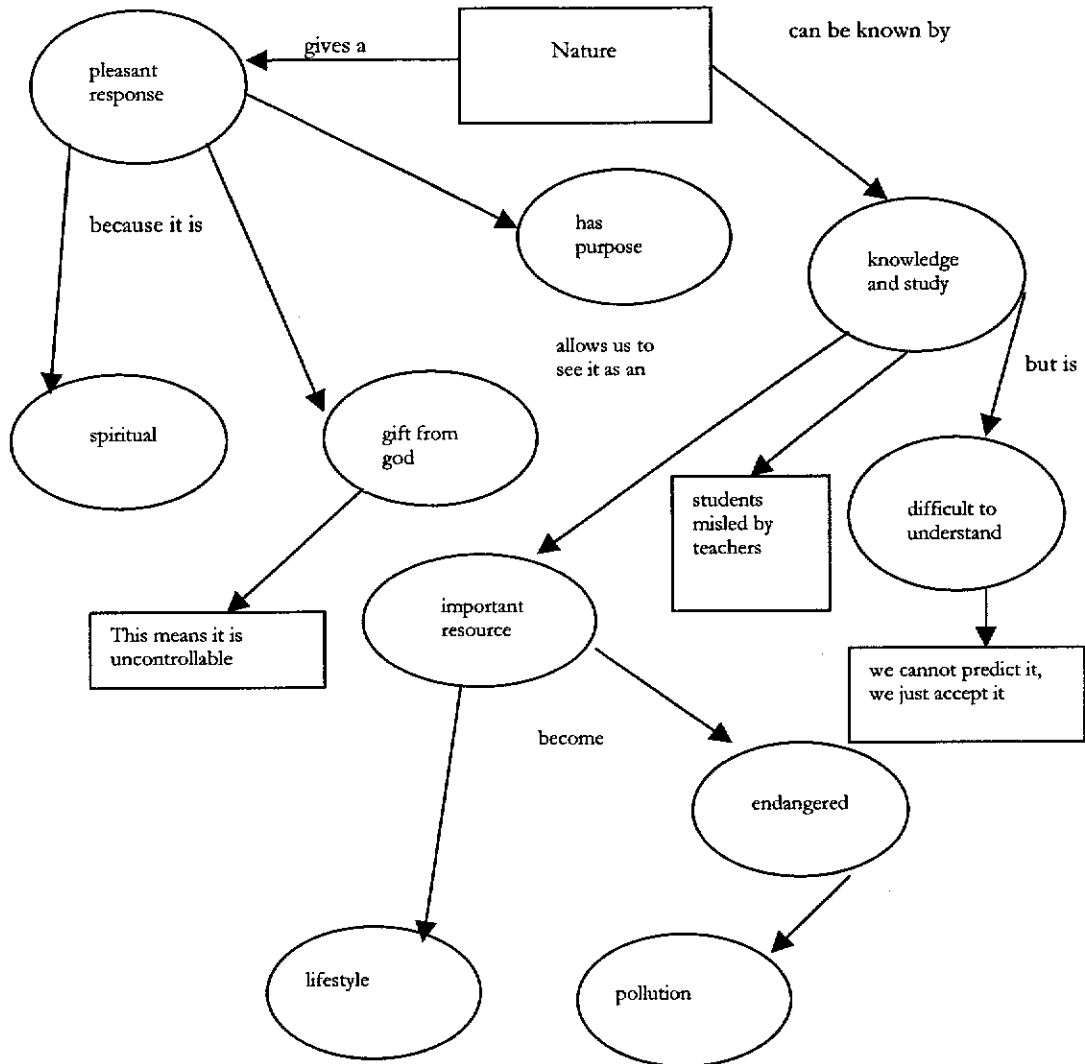 can be known by
gives a
Nature
pleasant
response
because it is
has
purpose
knowledge
and study
allows us to
see it as an
but is
spiritual
gift from
god
students
misled by
teachers
difficult to
understand
important
resource
This means it is
uncontrollable
we cannot predict it,
we just accept it
become
endangered
lifestyle
pollution